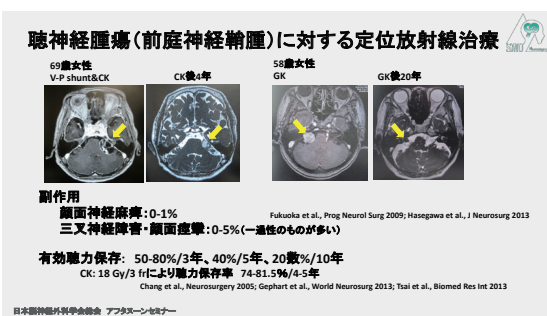 聴神経腫瘍(前庭神経鞘腫)に対する定位放射線治療
69歳女性
V-P shunt&CK
CK後4年
58歳女性
GK
GK後20年
副作用
顔面神経麻痺:0-1%
三叉神経障害・顔面痙攣:0-5%(一過性のものが多い)
Fukuoka et al., Prog Neurol Surg 2009; Hasegawa et al., J Neurosurg 2013
有効聴力保存: 50-80%/3年、40%/5年、20数%/10年
CK: 18 Gy/3 frにより聴力保存率 74-81.5%/4-5年
Chang et al., Neurosurgery 2005; Gephart et al., World Neurosurg 2013; Tsai et al., Biomed Res Int 2013
日本脳神経外科学会総会 アフタヌーンセミナー